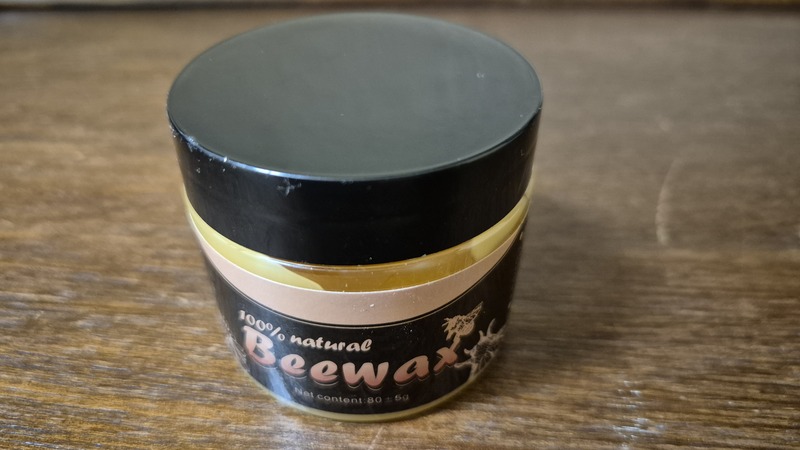 100% natural
Beewax
Net content:80±5g